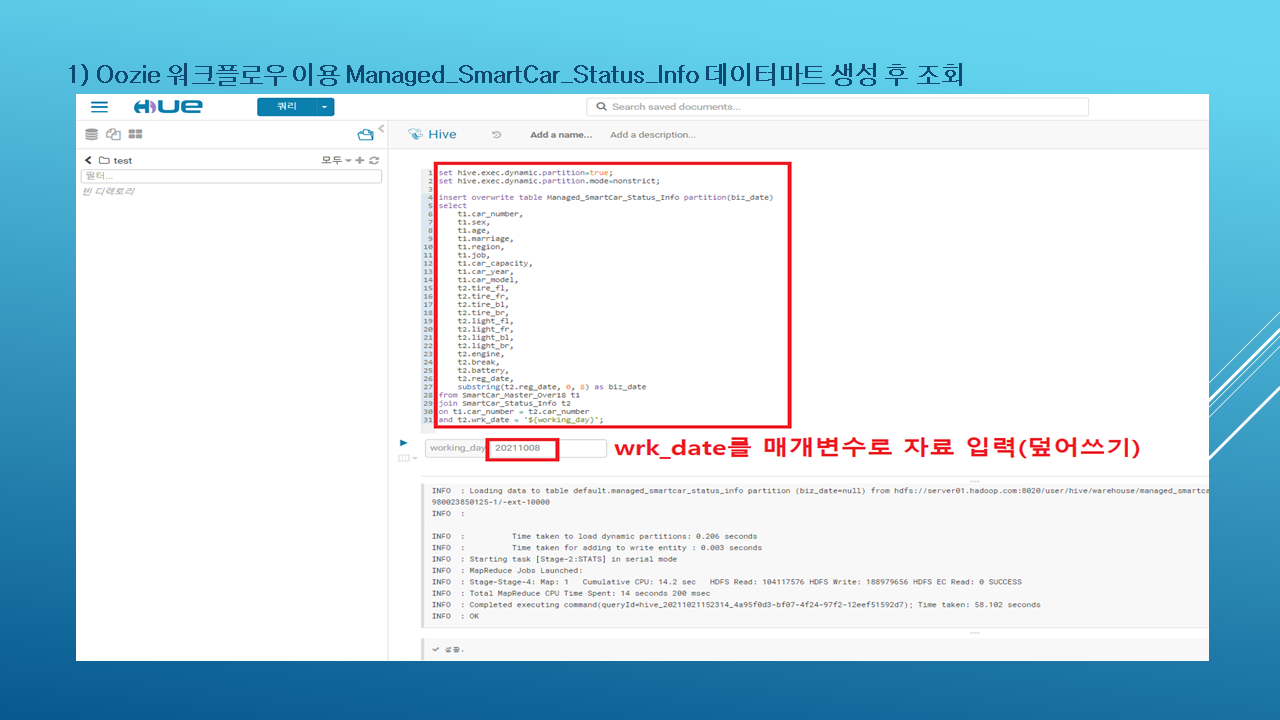 1) Oozie 워크플로우 이용 Managed_SmartCar_Status_Info 데이터마트 생성 후 조회
HUE
쿼리
Search saved documents...
Hive
Add a name...
Add a description...
test
모두
필터...
빈 디렉토리
1 set hive.exec.dynamic.partition=true;
2 set hive.exec.dynamic.partition.mode=nonstrict;
3
4 insert overwrite table Managed_SmartCar_Status_Info partition(biz_date)
5 select
6 t1.car_number,
7 t1.sex,
8 t1.age,
9 t1.marriage,
10 t1.region,
11 t1.job,
12 t1.car_capacity,
13 t1.car_year,
14 t1.car_model,
15 t2.tire_fl,
16 t2.tire_fr,
17 t2.tire_bl,
18 t2.tire_br,
19 t2.light_fl,
20 t2.light_fr,
21 t2.light_bl,
22 t2.light_br,
23 t2.engine,
24 t2.break,
25 t2.battery,
26 t2.reg_date,
27 substring(t2.reg_date, 0, 8) as biz_date
28 from SmartCar_Master_Over18 t1
29 join SmartCar_Status_Info t2
30 on t1.car_number = t2.car_number
31 and t2.wrk_date = '${working_day}';
working_day 20211008
wrk_date를 매개변수로 자료 입력(덮어쓰기)
INFO : Loading data to table default.managed_smartcar_status_info partition (biz_date=null) from hdfs://server01.hadoop.com:8020/user/hive/warehouse/managed_smartca
980023850125-1/-ext-10000
INFO :
INFO : Time taken to load dynamic partitions: 0.206 seconds
INFO : Time taken for adding to write entity : 0.003 seconds
INFO : Starting task [Stage-2:STATS] in serial mode
INFO : MapReduce Jobs Launched:
INFO : Stage-Stage-4: Map: 1 Cumulative CPU: 14.2 sec HDFS Read: 104117576 HDFS Write: 188979656 HDFS EC Read: 0 SUCCESS
INFO : Total MapReduce CPU Time Spent: 14 seconds 200 msec
INFO : Completed executing command(queryId=hive_20211021152314_4a95f0d3-bf07-4f24-97f2-12eef51592d7); Time taken: 58.102 seconds
INFO : OK
성공.